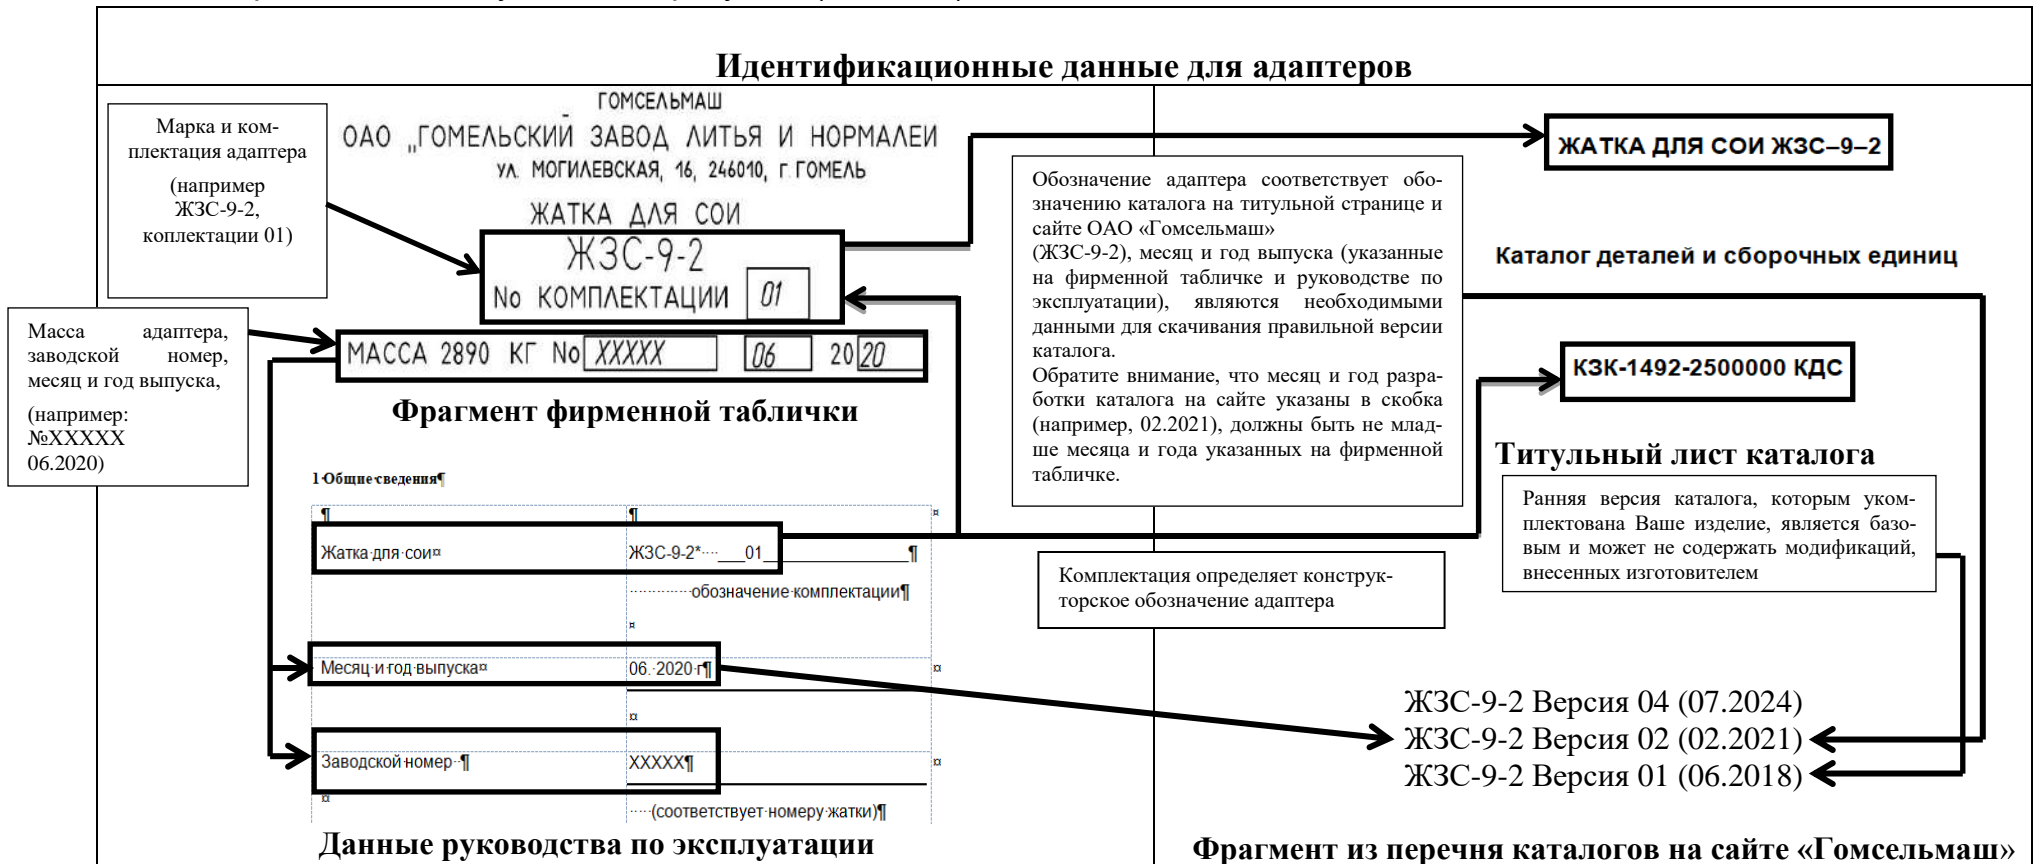 Идентификационные данные для адаптеров
Марка и ком-
плектация адаптера
(например
ЖЗС-9-2,
коплектации 01)
Масса адаптера,
заводской номер,
месяц и год выпуска,
(например:
№XXXXX
06.2020)
ГОМСЕЛЬМАШ
ОАО „ГОМЕЛЬСКИЙ ЗАВОД ЛИТЬЯ И НОРМАЛЕЙ
УЛ. МОГИЛЕВСКАЯ, 16, 246010, Г. ГОМЕЛЬ
ЖАТКА ДЛЯ СОИ
ЖЗС-9-2
No КОМПЛЕКТАЦИИ 01
МАССА 2890 КГ No XXXXX 06 2020
Фрагмент фирменной таблички
1·Общие·сведения¶
¶ ¶ ¤
Жатка·для·сои¤ ЖЗС-9-2*····___01________________¶
··············обозначение·комплектации¶
¤
Месяц·и·год·выпуска¤ 06.·2020·г¶ ¤
¤
Заводской·номер··¶ XXXXX¶ ¤
¤
·····(соответствует·номеру·жатки)¶
Данные руководства по эксплуатации
Обозначение адаптера соответствует обо-
значению каталога на титульной странице и
сайте ОАО «Гомсельмаш»
(ЖЗС-9-2), месяц и год выпуска (указанные
на фирменной табличке и руководстве по
эксплуатации), являются необходимыми
данными для скачивания правильной версии
каталога.
Обратите внимание, что месяц и год разра-
ботки каталога на сайте указаны в скобка
(например, 02.2021), должны быть не млад-
ше месяца и года указанных на фирменной
табличке.
Комплектация определяет конструк-
торское обозначение адаптера
ЖАТКА ДЛЯ СОИ ЖЗС–9–2
Каталог деталей и сборочных единиц
КЗК-1492-2500000 КДС
Титульный лист каталога
Ранняя версия каталога, которым уком-
плектована Ваше изделие, является базо-
вым и может не содержать модификаций,
внесенных изготовителем
ЖЗС-9-2 Версия 04 (07.2024)
ЖЗС-9-2 Версия 02 (02.2021)
ЖЗС-9-2 Версия 01 (06.2018)
Фрагмент из перечня каталогов на сайте «Гомсельмаш»